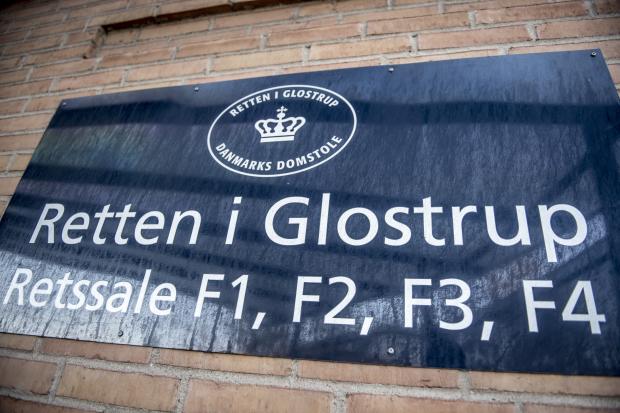 RETTEN I GLOSTRUP
DANMARKS DOMSTOLE
Retten i Glostrup
Retssale F1, F2, F3, F4